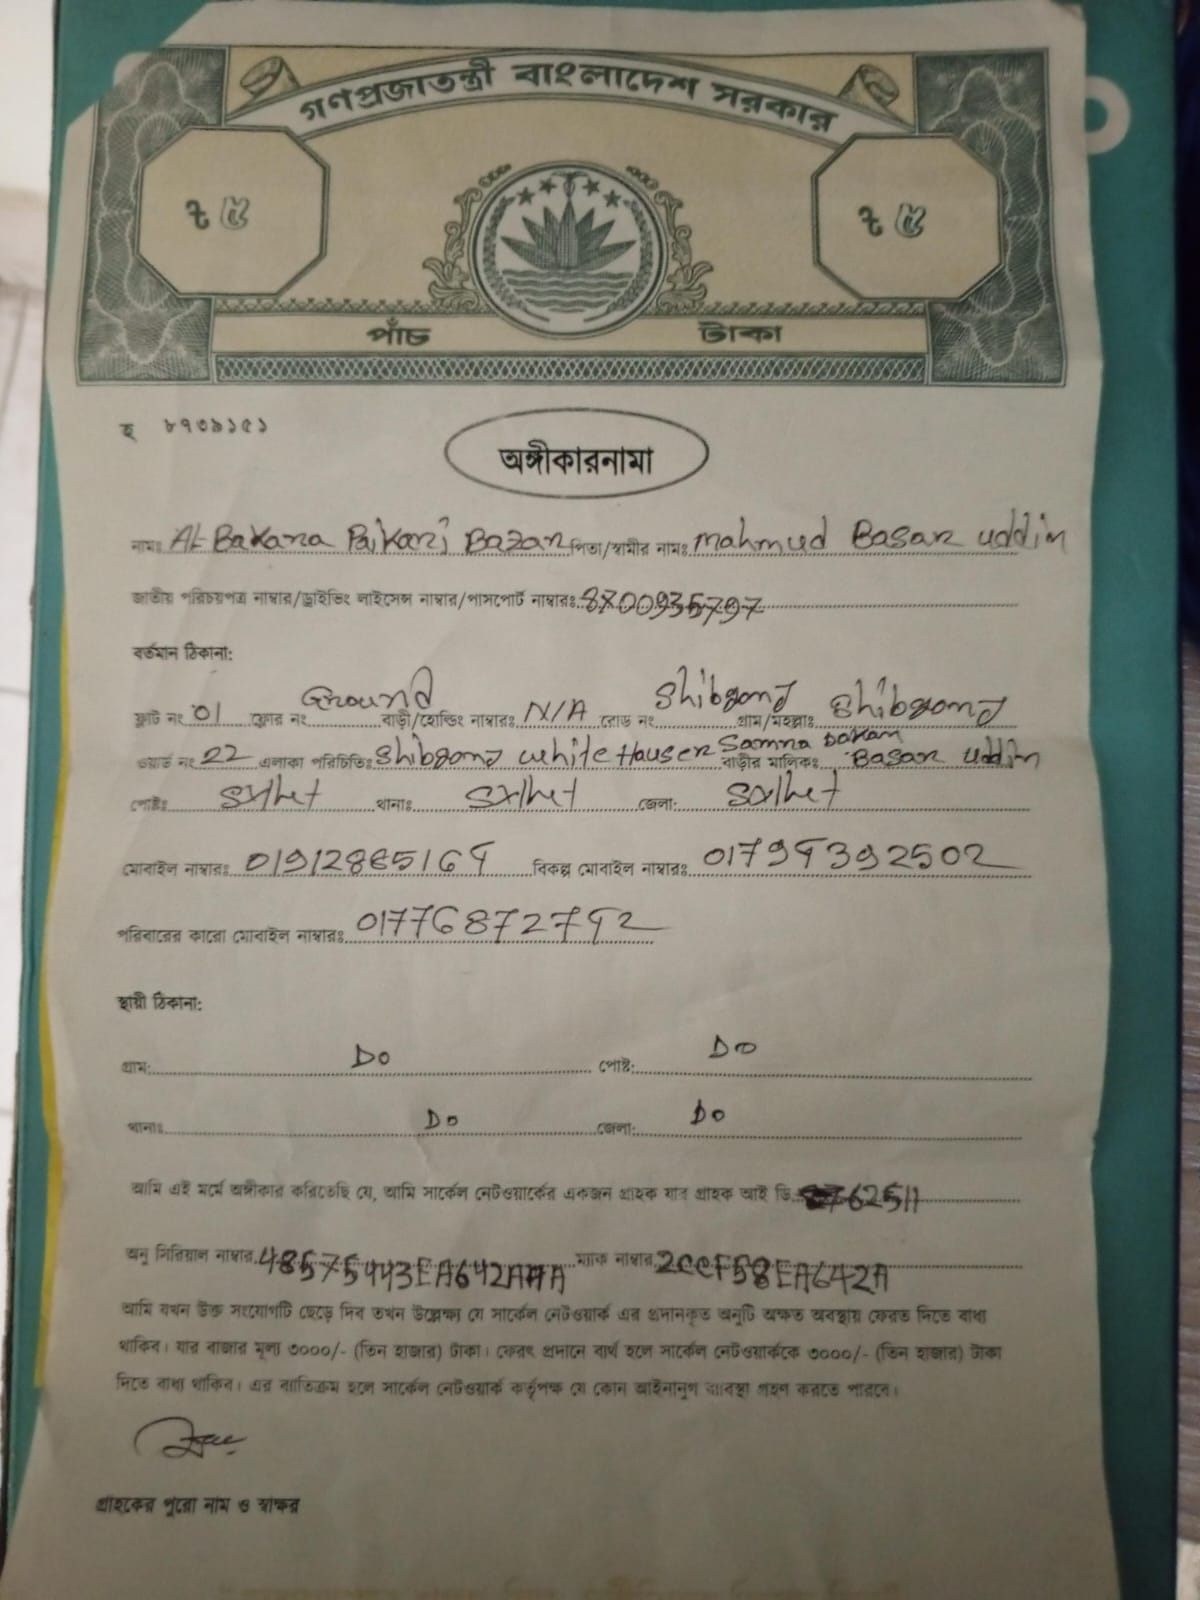 গণপ্রজাতন্ত্রী বাংলাদেশ সরকার
৳ ৫ ৳ ৫
পাঁচ টাকা
হ ৮৭৩৯১৫১
অঙ্গীকারনামা
নামঃ Al Bakara Paikari Bazar পিতা/স্বামীর নামঃ Mahmud Basar uddin
জাতীয় পরিচয়পত্র নাম্বার/ড্রাইভিং লাইসেন্স নাম্বার/পাসপোর্ট নাম্বারঃ 8700935797
বর্তমান ঠিকানা:
ফ্লাট নং 01 ফ্লোর নং Ground বাড়ী/হোল্ডিং নাম্বারঃ N/A রোড নং Shibgonj গ্রাম/মহল্লাঃ Shibgonj
ওয়ার্ড নং 22 এলাকা পরিচিতিঃ Shibgonj white Hauser Samna Dokan বাড়ীর মালিকঃ Basar uddin
পোষ্টঃ Sylhet থানাঃ Sylhet জেলা: Sylhet
মোবাইল নাম্বারঃ 01912885164 বিকল্প মোবাইল নাম্বারঃ 01794392502
পরিবারের কারো মোবাইল নাম্বারঃ 01776872742
স্থায়ী ঠিকানা:
গ্রাম: Do পোষ্ট: Do
থানাঃ Do জেলা: Do
আমি এই মর্মে অঙ্গীকার করিতেছি যে, আমি সার্কেল নেটওয়ার্কের একজন গ্রাহক যার গ্রাহক আই ডি 62511
অনু সিরিয়াল নাম্বার 48575443EA642AAA ম্যাক নাম্বার 2CCF58EA642A
আমি যখন উক্ত সংযোগটি ছেড়ে দিব তখন উল্লেক্ষা যে সার্কেল নেটওয়ার্ক এর প্রদানকৃত অনুটি অক্ষত অবস্থায় ফেরত দিতে বাধ্য
থাকিব। যার বাজার মূল্য ৩০০০/- (তিন হাজার) টাকা। ফেরৎ প্রদানে ব্যর্থ হলে সার্কেল নেটওয়ার্ককে ৩০০০/- (তিন হাজার) টাকা
দিতে বাধ্য থাকিব। এর ব্যতিক্রম হলে সার্কেল নেটওয়ার্ক কর্তৃপক্ষ যে কোন আইনানুগ ব্যবস্থা গ্রহণ করতে পারবে।
গ্রাহকের পুরো নাম ও স্বাক্ষর